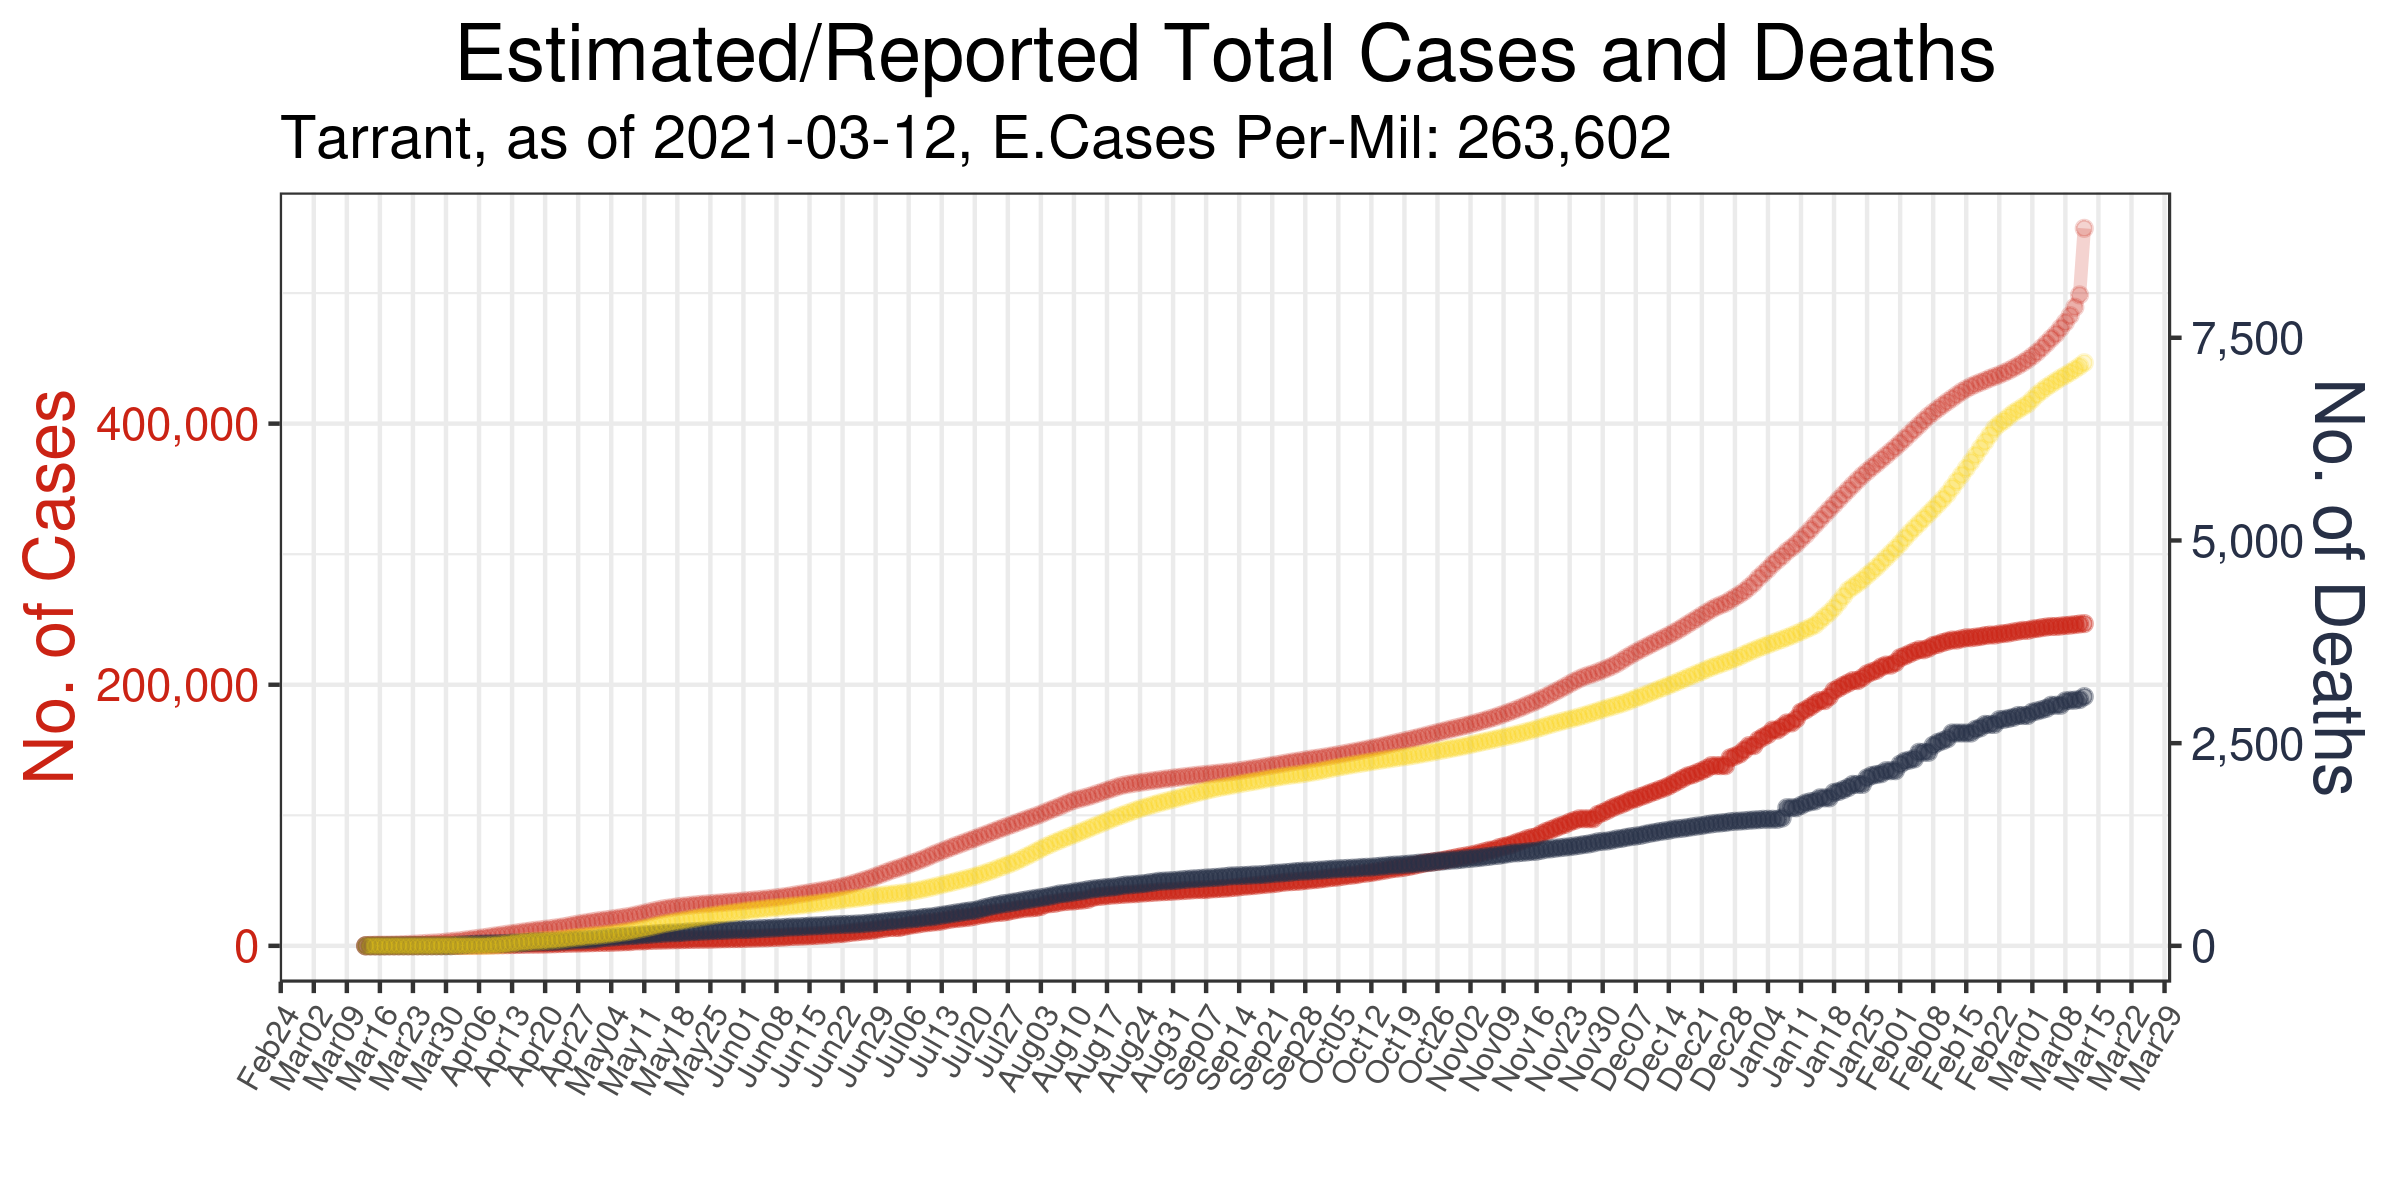 Estimated/Reported Total Cases and Deaths
Tarrant, as of 2021-03-12, E.Cases Per-Mil: 263,602
No. of Cases
400,000
200,000
0
7,500
5,000
2,500
0
No. of Deaths
Feb24
Mar02
Mar09
Mar16
Mar23
Mar30
Apr06
Apr13
Apr20
Apr27
May04
May11
May18
May25
Jun01
Jun08
Jun15
Jun22
Jun29
Jul06
Jul13
Jul20
Jul27
Aug03
Aug10
Aug17
Aug24
Aug31
Sep07
Sep14
Sep21
Sep28
Oct05
Oct12
Oct19
Oct26
Nov02
Nov09
Nov16
Nov23
Nov30
Dec07
Dec14
Dec21
Dec28
Jan04
Jan11
Jan18
Jan25
Feb01
Feb08
Feb15
Feb22
Mar01
Mar08
Mar15
Mar22
Mar29